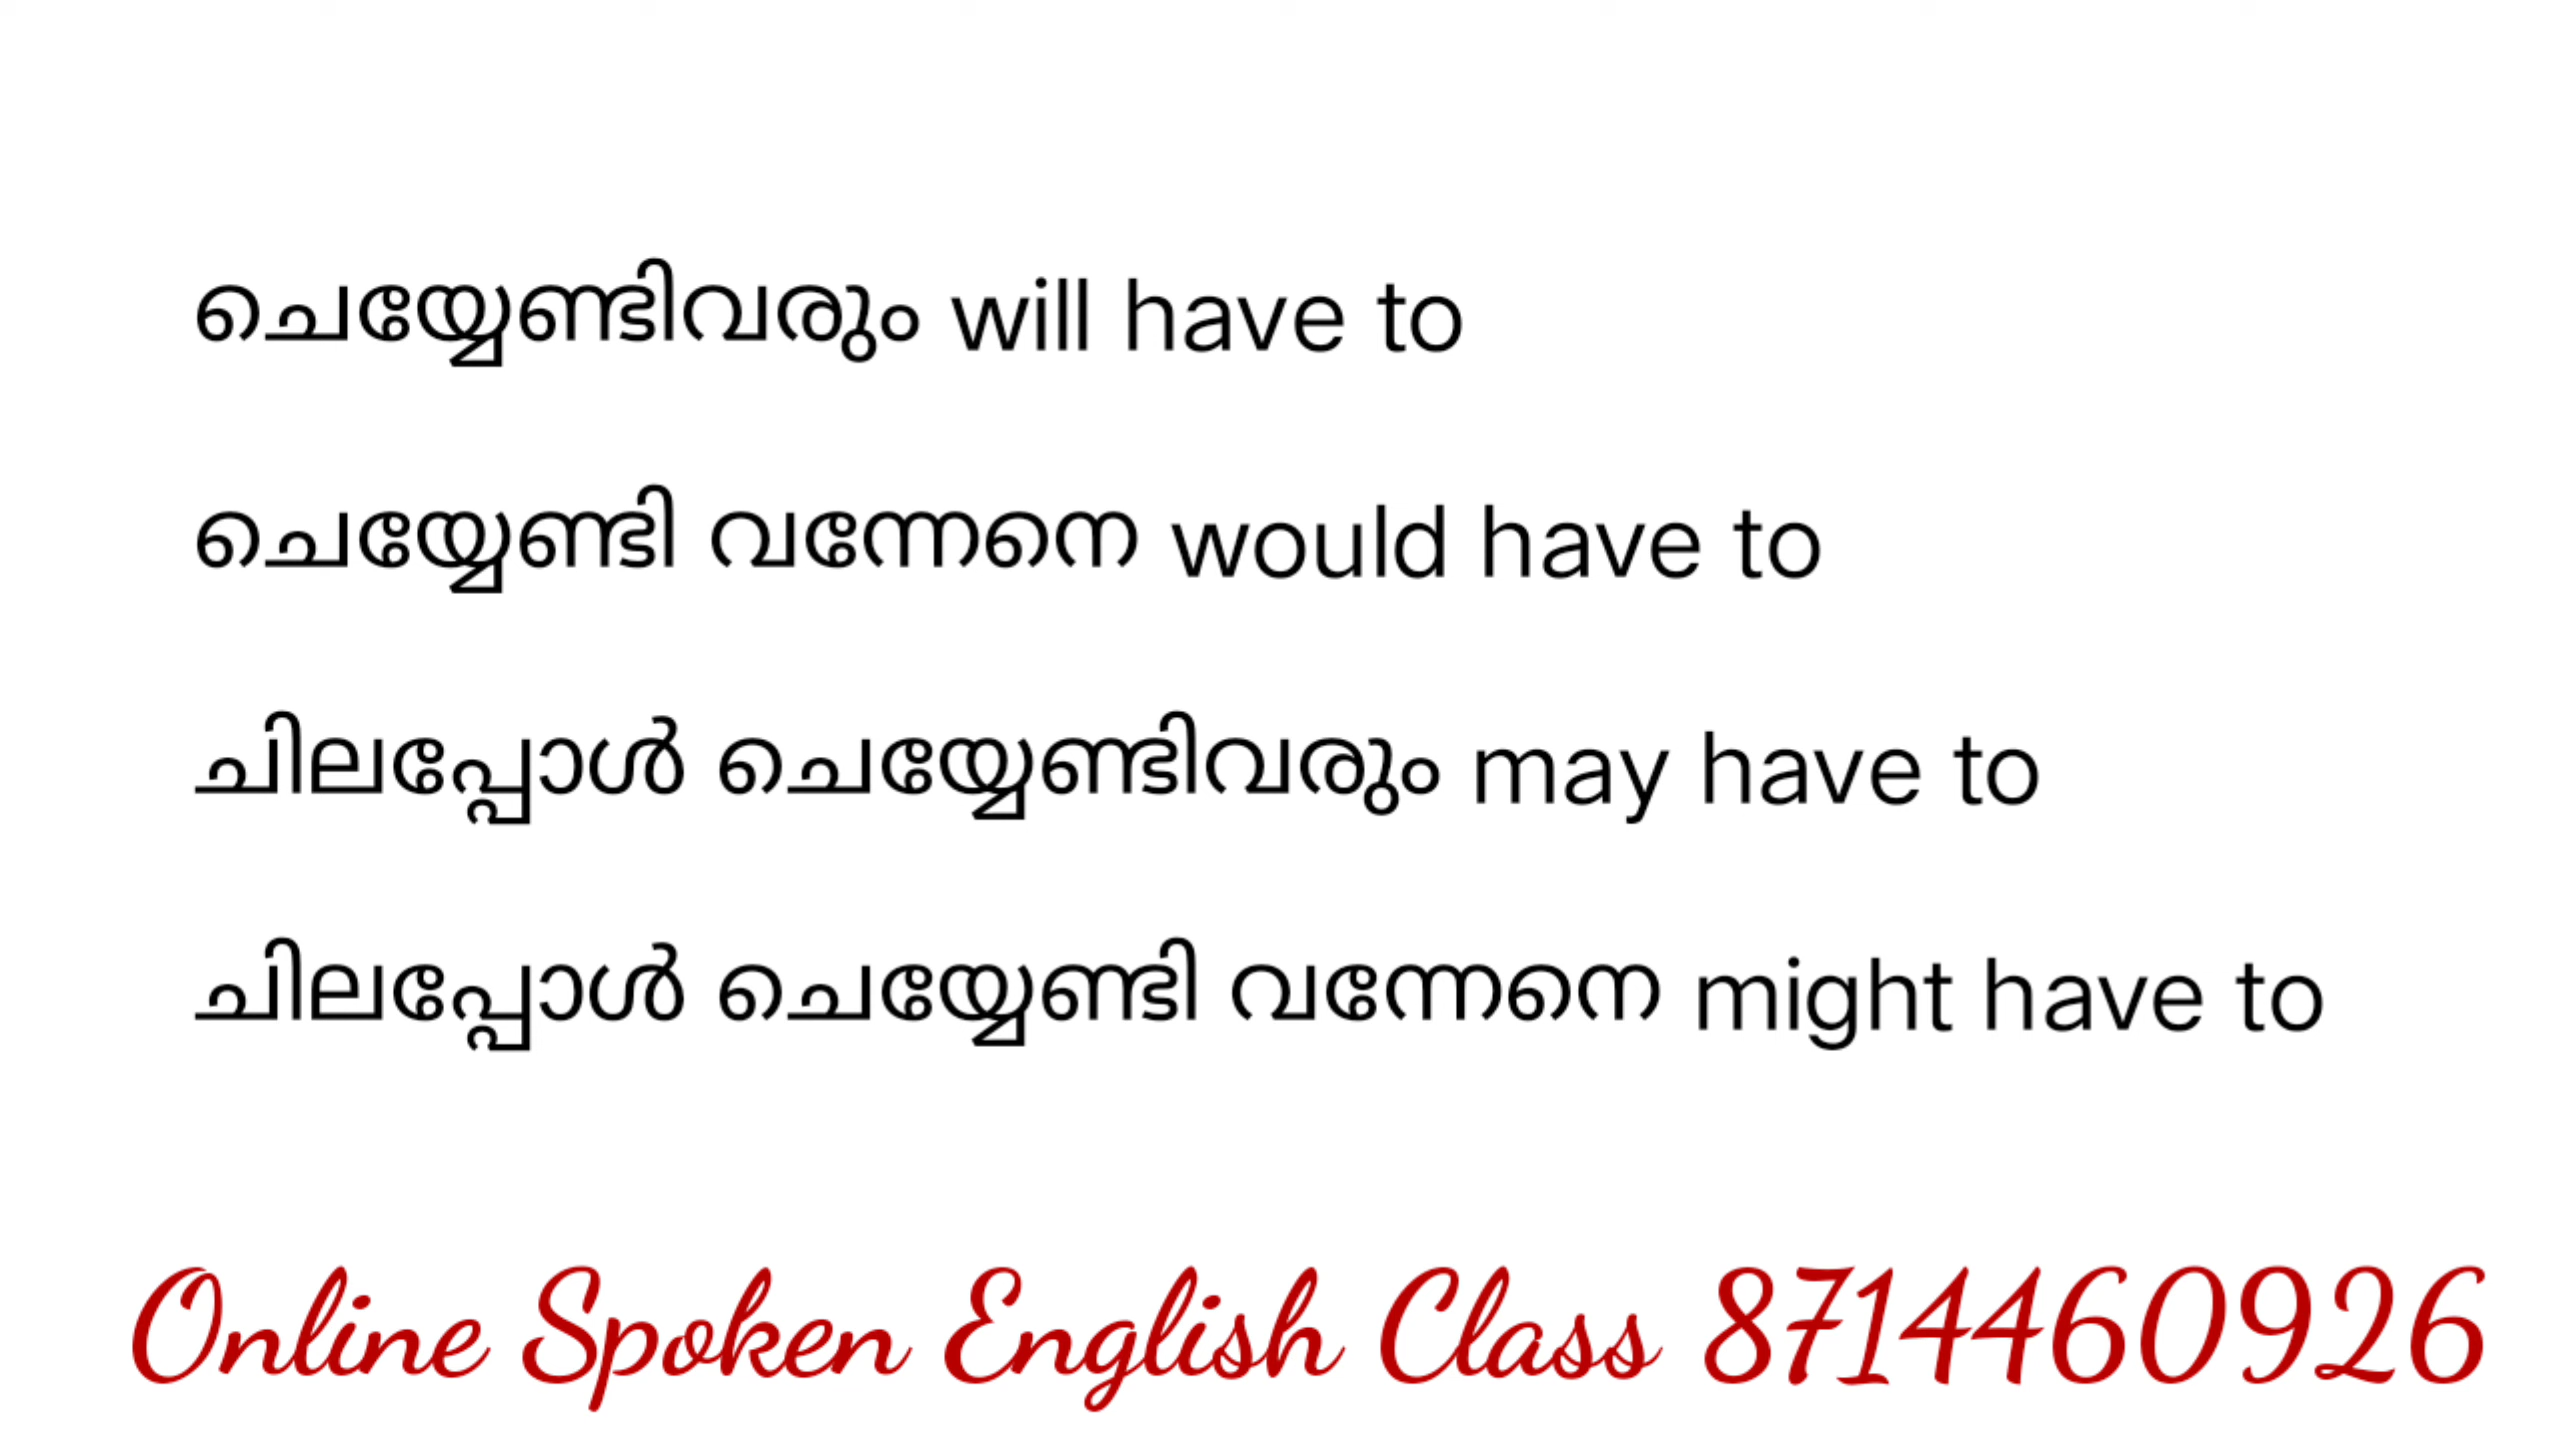 ചെയ്യേണ്ടിവരും will have to
ചെയ്യേണ്ടി വന്നേനെ would have to
ചിലപ്പോൾ ചെയ്യേണ്ടിവരും may have to
ചിലപ്പോൾ ചെയ്യേണ്ടി വന്നേനെ might have to
Online Spoken English Class 8714460926